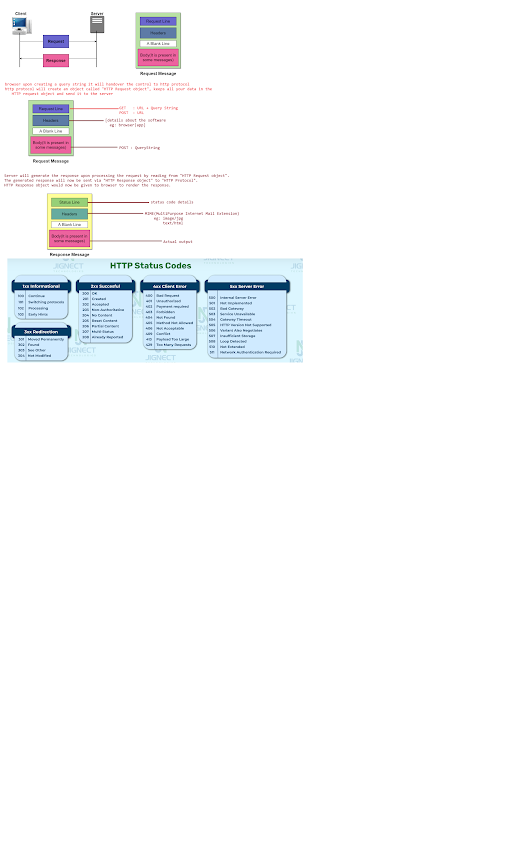 Client
Server
Request
Response
Request Line
Headers
A Blank Line
Body(it is present in
some messages)
Request Message
Browser upon creating a query string it will handover the control to http protocol
Http protocol will create an object called "HTTP Request object", keeps all your data in the
HTTP request object and send it to the server
Request Line
GET : URL + Query String
POST : URL
Headers
(details about the software
eg: browser(app)
A Blank Line
Body(it is present in
some messages)
POST : QueryString
Request Message
Server will generate the response upon processing the request by reading from "HTTP Request object".
The generated response will now be sent via "HTTP Response object" to "HTTP Protocol".
HTTP Response object would now be given to browser to render the response.
Status Line
status code details
Headers
MIME(Multipurpose Internet Mail Extension)
eg: image/jpg
text/html
A Blank Line
Body(it is present in
some messages)
Actual output
Response Message
HTTP Status Codes
JIGNECT
1xx Informational
100 Continue
101 Switching protocols
102 Processing
103 Early Hints
2xx Succesful
200 OK
201 Created
202 Accepted
203 Non-Authoritative
204 No Content
205 Reset Content
206 Partial Content
207 Multi-Status
208 Already Reported
3xx Redirection
301 Moved Permanently
302 Found
303 See Other
304 Not Modified
4xx Client Error
400 Bad Request
401 Unauthorized
402 Payment required
403 Forbidden
404 Not Found
405 Method Not Allowed
406 Not Acceptable
409 Conflict
413 Payload Too Large
429 Too Many Requests
5xx Server Error
500 Internal Server Error
501 Not Implemented
502 Bad Gateway
503 Service Unavailable
504 Gateway Timeout
505 HTTP Version Not Supported
506 Variant Also Negotiates
507 Insufficient Storage
508 Loop Detected
510 Not Extended
511 Network Authentication Required
JIGNECT
JIGNECT